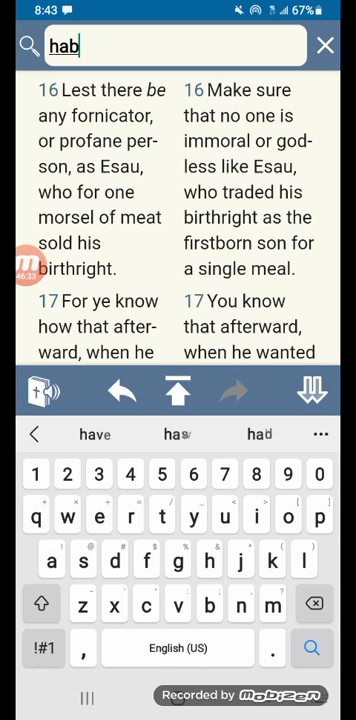 8:43 67%
hab
16 Lest there be
any fornicator,
or profane per-
son, as Esau,
who for one
morsel of meat
sold his
birthright.
17 For ye know
how that after-
ward, when he
16 Make sure
that no one is
immoral or god-
less like Esau,
who traded his
birthright as the
firstborn son for
a single meal.
17 You know
that afterward,
when he wanted
46:33
have
1 2 3 4 5 6 7 8 9 0
q w e r t y u i o p
a s d f g h j k l
z x c v b n m
!#1 , English (US) .
Recorded by mobizen